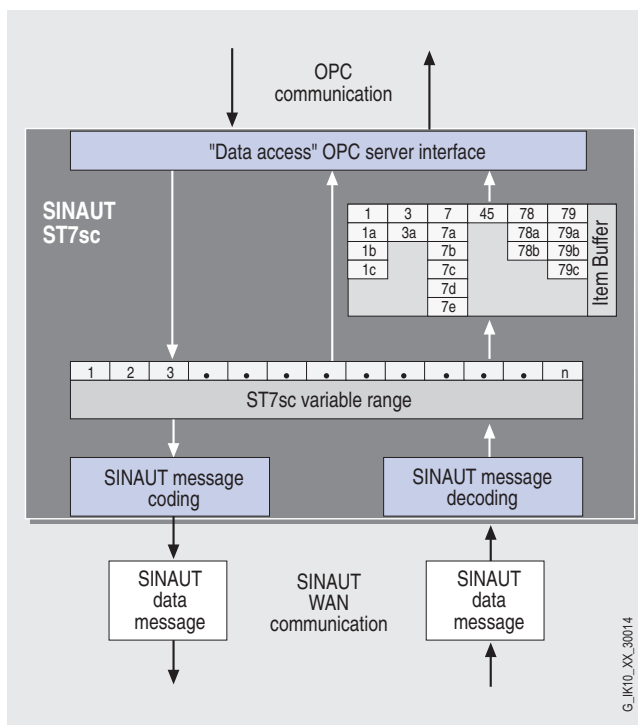 OPC
communication
"Data access" OPC server interface
SINAUT
ST7sc
1 3 7 45 78 79
1a 3a 7a 78a 79a
1b 7b 78b 79b
1c 7c 79c
7d
7e
Item Buffer
1 2 3 • • • • • • • • • n
ST7sc variable range
SINAUT message
coding
SINAUT message
decoding
SINAUT
data
message
SINAUT
WAN
communication
SINAUT
data
message
G_IK10_XX_30014